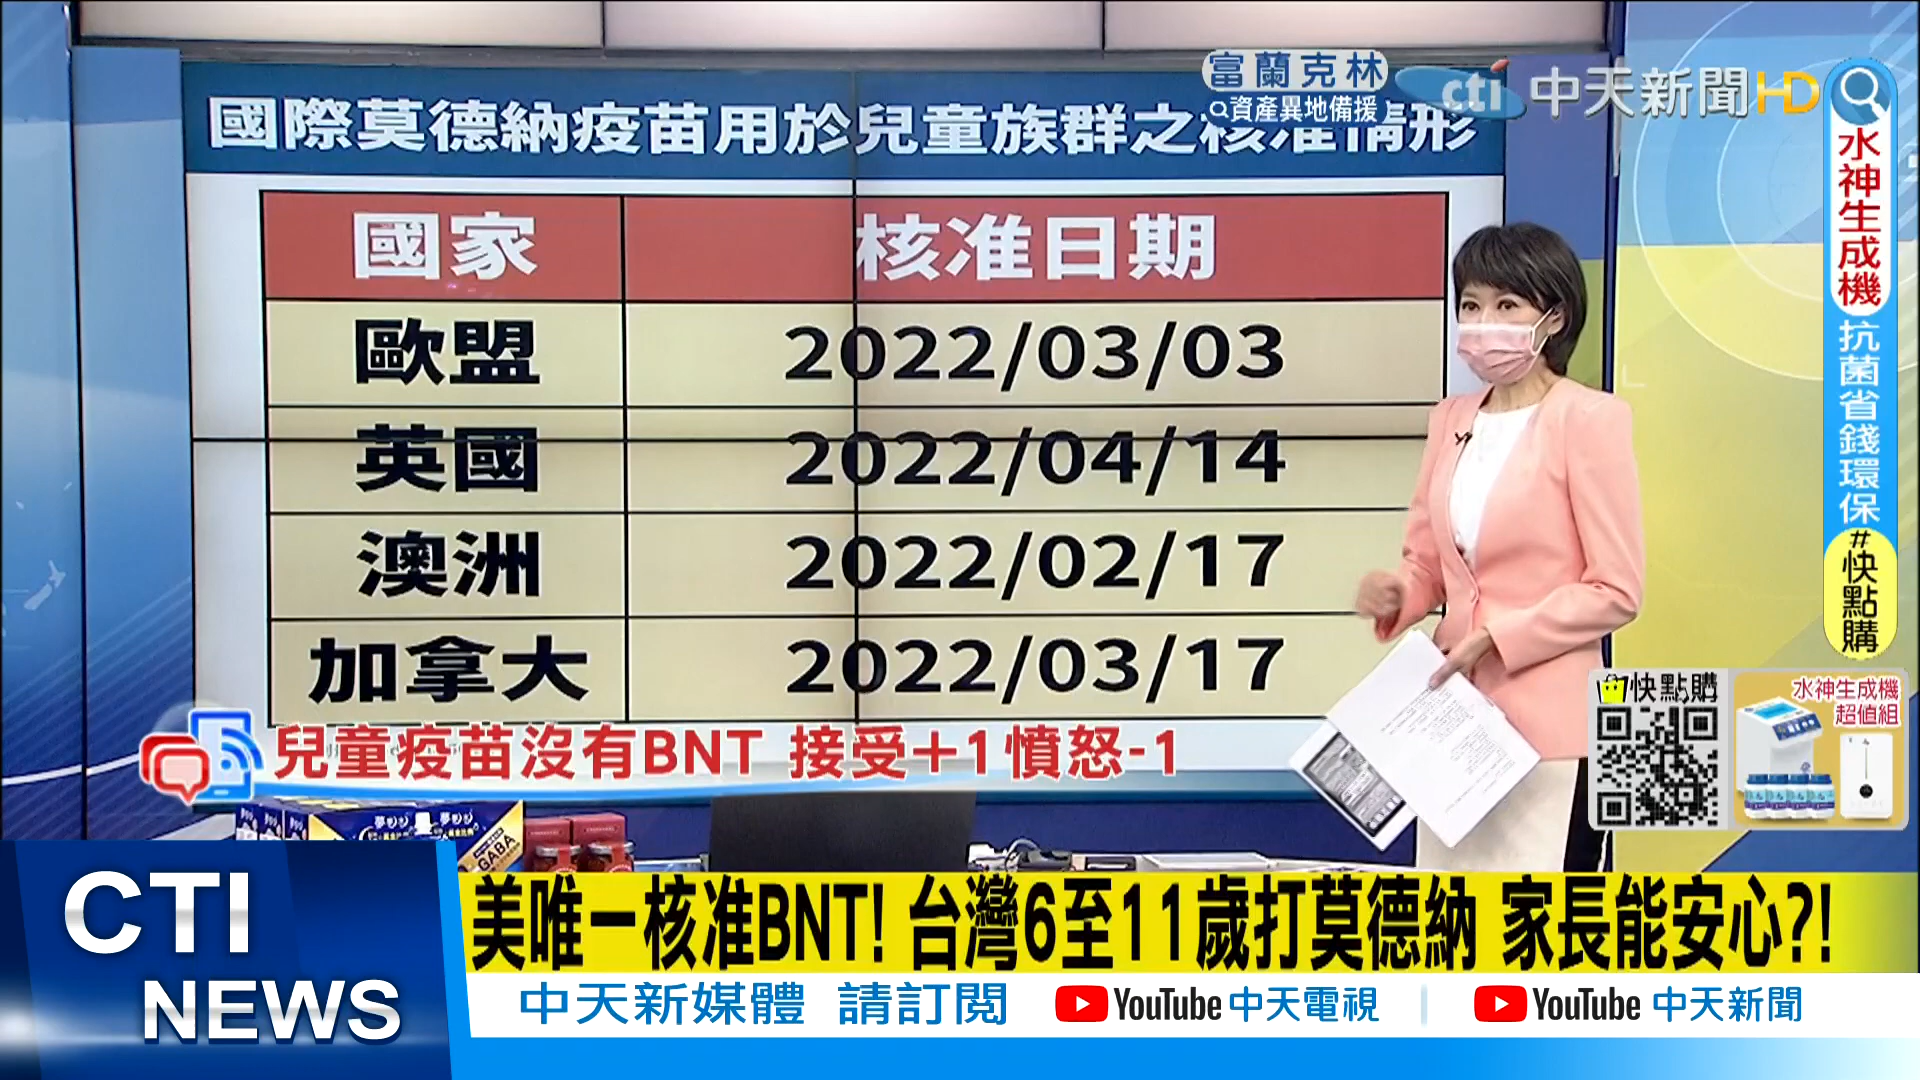 富蘭克林
資產異地備援
cti 中天新聞HD
國際莫德納疫苗用於兒童族群之核准情形
國家 核准日期
歐盟 2022/03/03
英國 2022/04/14
澳洲 2022/02/17
加拿大 2022/03/17
水神生成機
抗菌省錢環保
#快點購
快點購
水神生成機
超值組
兒童疫苗沒有BNT 接受+1憤怒-1
夢 夢
GABA
CTI
NEWS
美唯一核准BNT! 台灣6至11歲打莫德納 家長能安心?!
中天新媒體 請訂閱 YouTube 中天電視 | YouTube 中天新聞